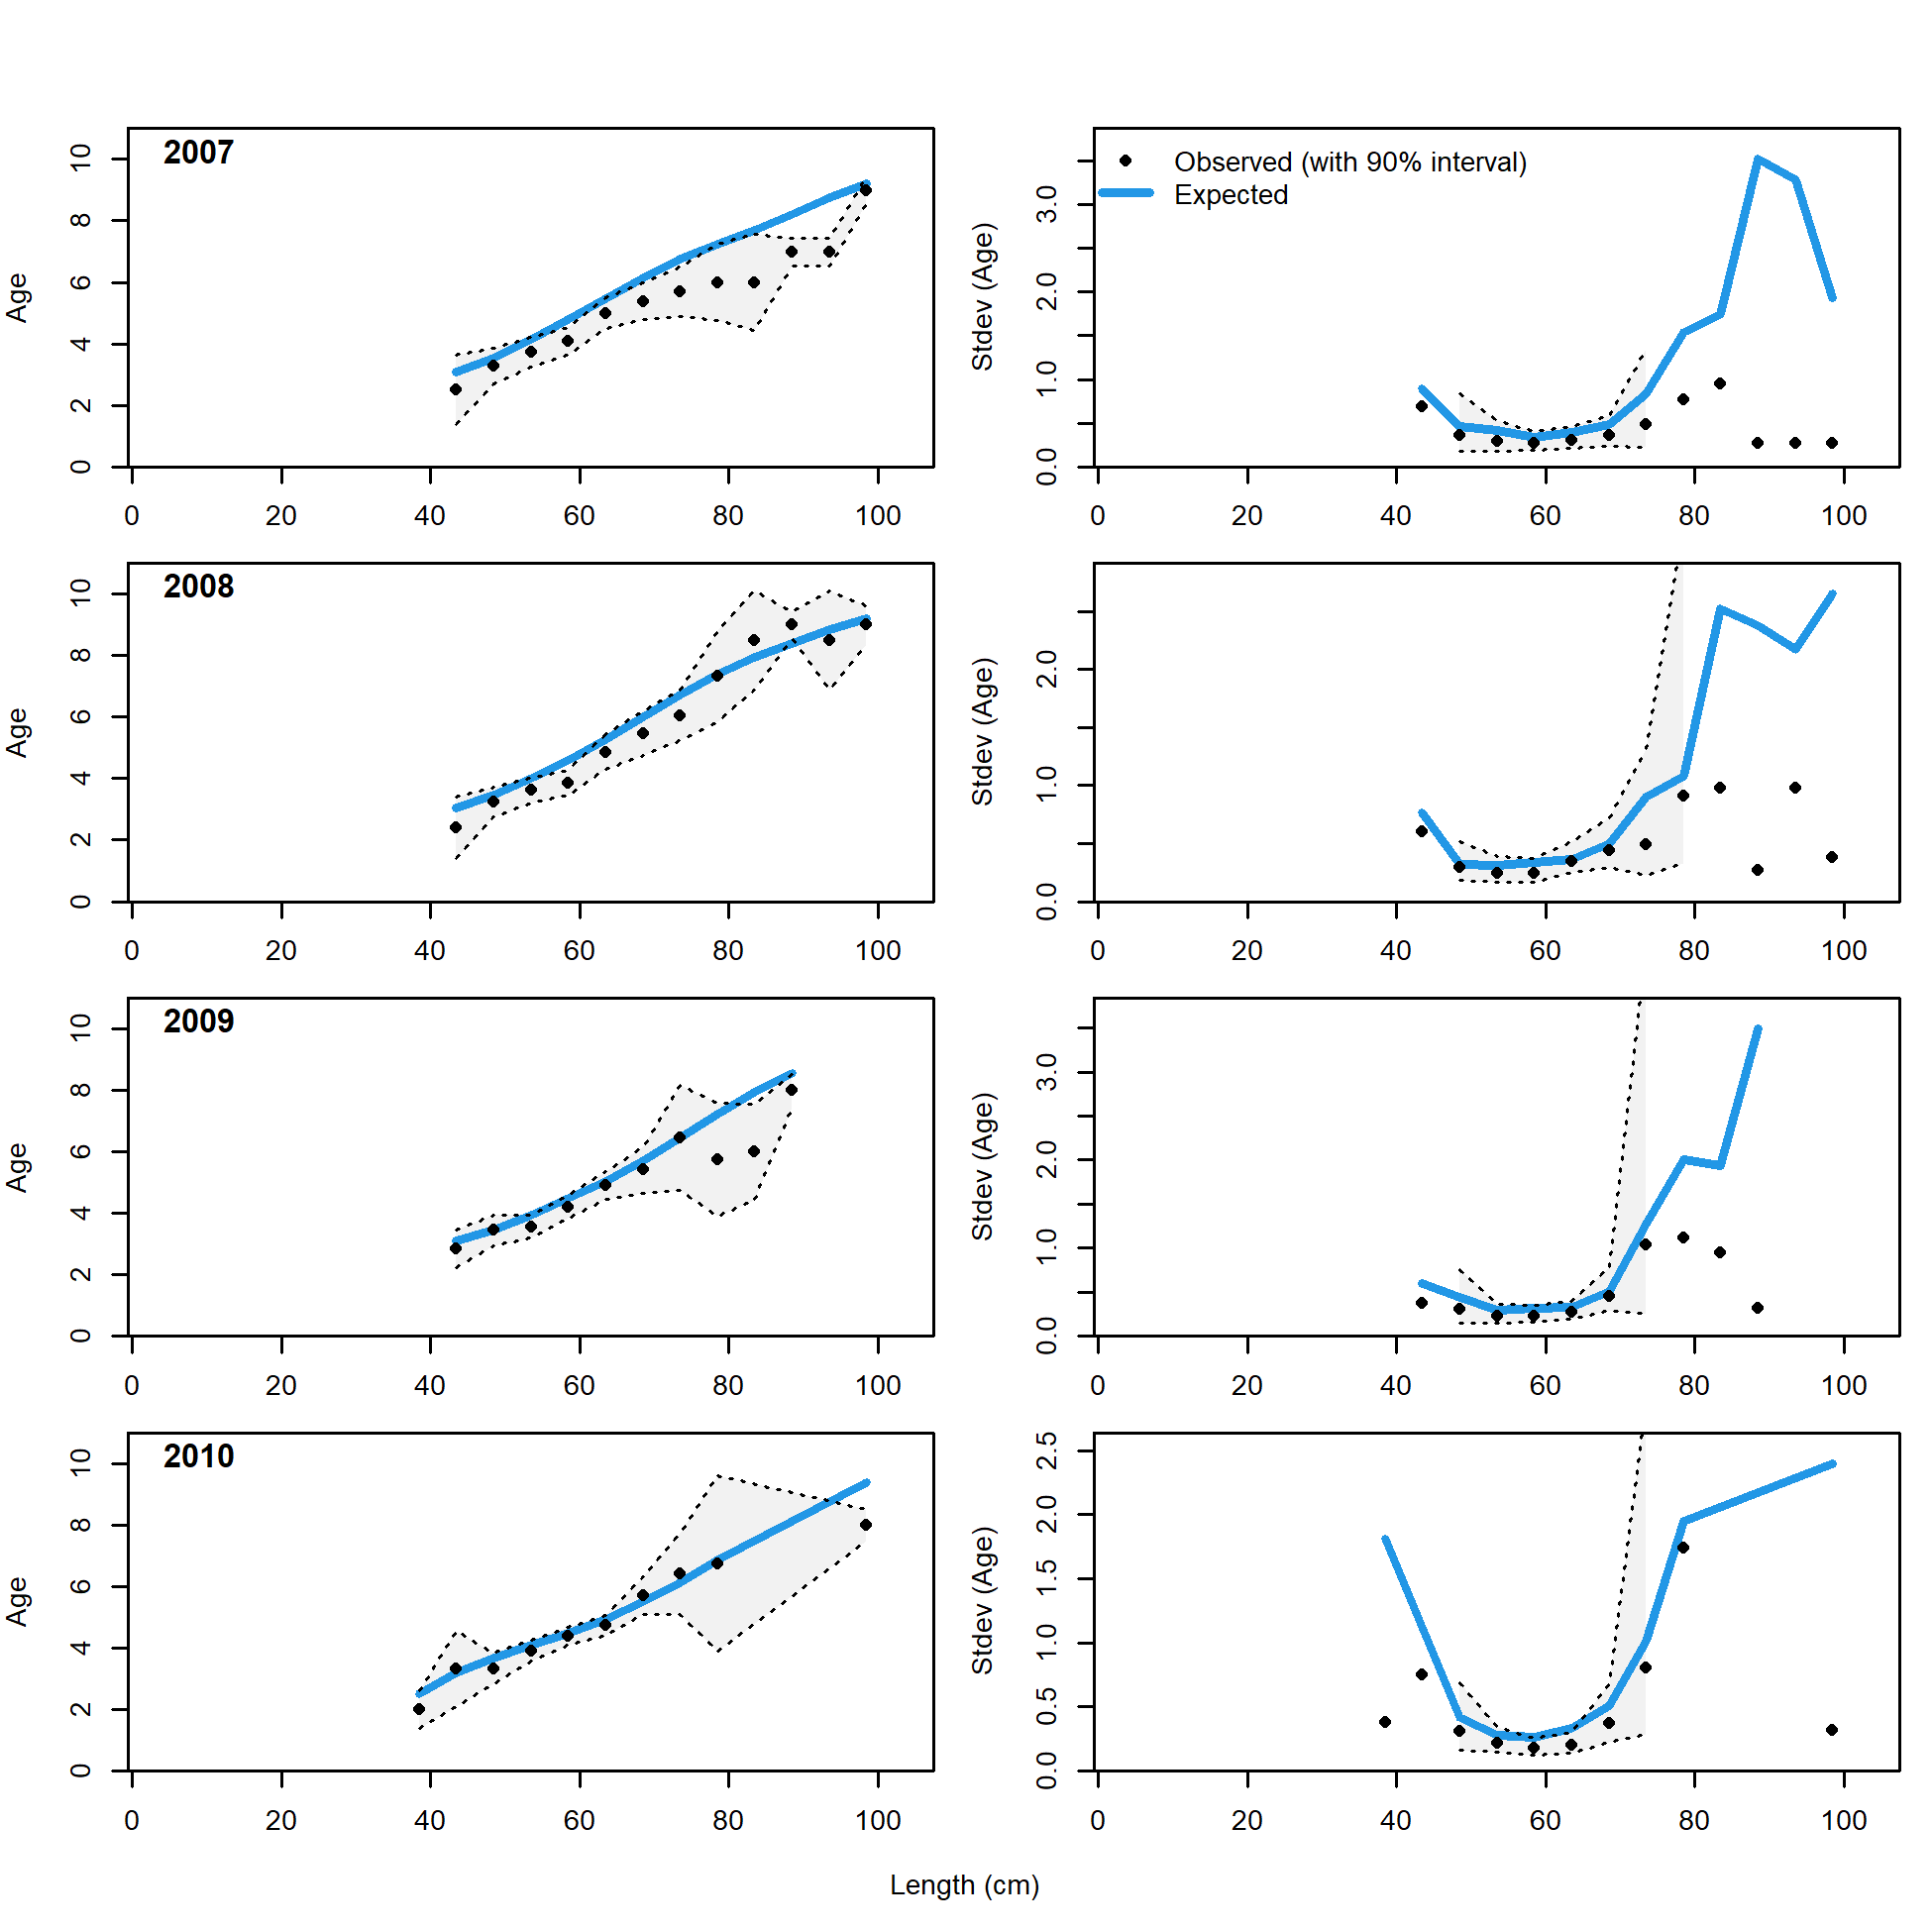 2007
Age
0 2 4 6 8 10
0 20 40 60 80 100
Observed (with 90% interval)
Expected
Stdev (Age)
0.0 1.0 2.0 3.0
0 20 40 60 80 100
2008
Age
0 2 4 6 8 10
0 20 40 60 80 100
Stdev (Age)
0.0 1.0 2.0
0 20 40 60 80 100
2009
Age
0 2 4 6 8 10
0 20 40 60 80 100
Stdev (Age)
0.0 1.0 2.0 3.0
0 20 40 60 80 100
2010
Age
0 2 4 6 8 10
0 20 40 60 80 100
Stdev (Age)
0.0 0.5 1.0 1.5 2.0 2.5
0 20 40 60 80 100
Length (cm)